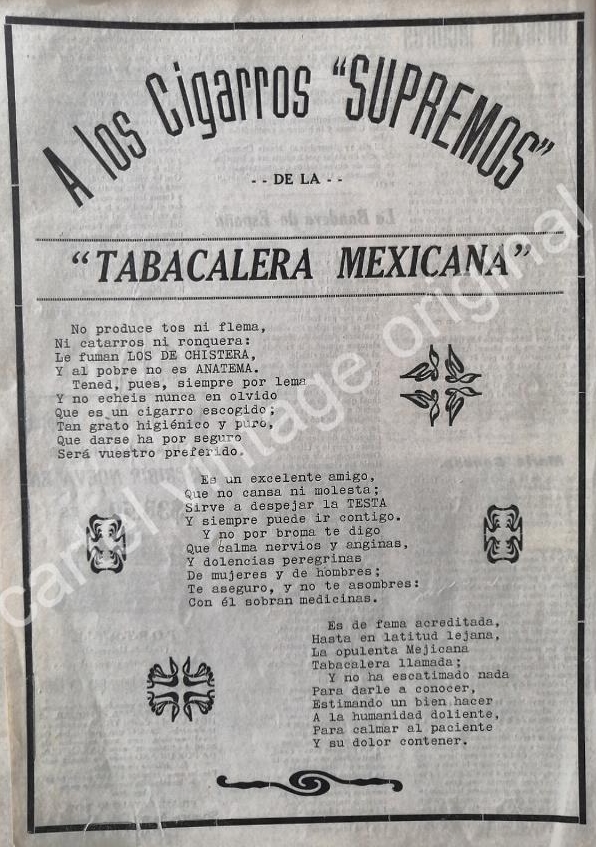 A los Cigarros "SUPREMOS"
- - DE LA - -
"TABACALERA MEXICANA"
No produce tos ni flema,
Ni catarros ni ronquera:
Le fuman LOS DE CHISTERA,
Y al pobre no es ANATEMA.
Tened, pues, siempre por lema
Y no echeis nunca en olvido
Que es un cigarro escogido;
Tan grato higiénico y puro,
Que darse ha por seguro
Será vuestro preferido.
Es un excelente amigo,
Que no cansa ni molesta;
Sirve a despejar la TESTA
Y siempre puede ir contigo.
Y no por broma te digo
Que calma nervios y anginas,
Y dolencias peregrinas
De mujeres y de hombres;
Te aseguro, y no te asombres:
Con él sobran medicinas.
Es de fama acreditada,
Hasta en latitud lejana,
La opulenta Mejicana
Tabacalera llamada;
Y no ha escatimado nada
Para darle a conocer,
Estimando un bien hacer
A la humanidad doliente,
Para calmar al paciente
Y su dolor contener.
cartel vintage original